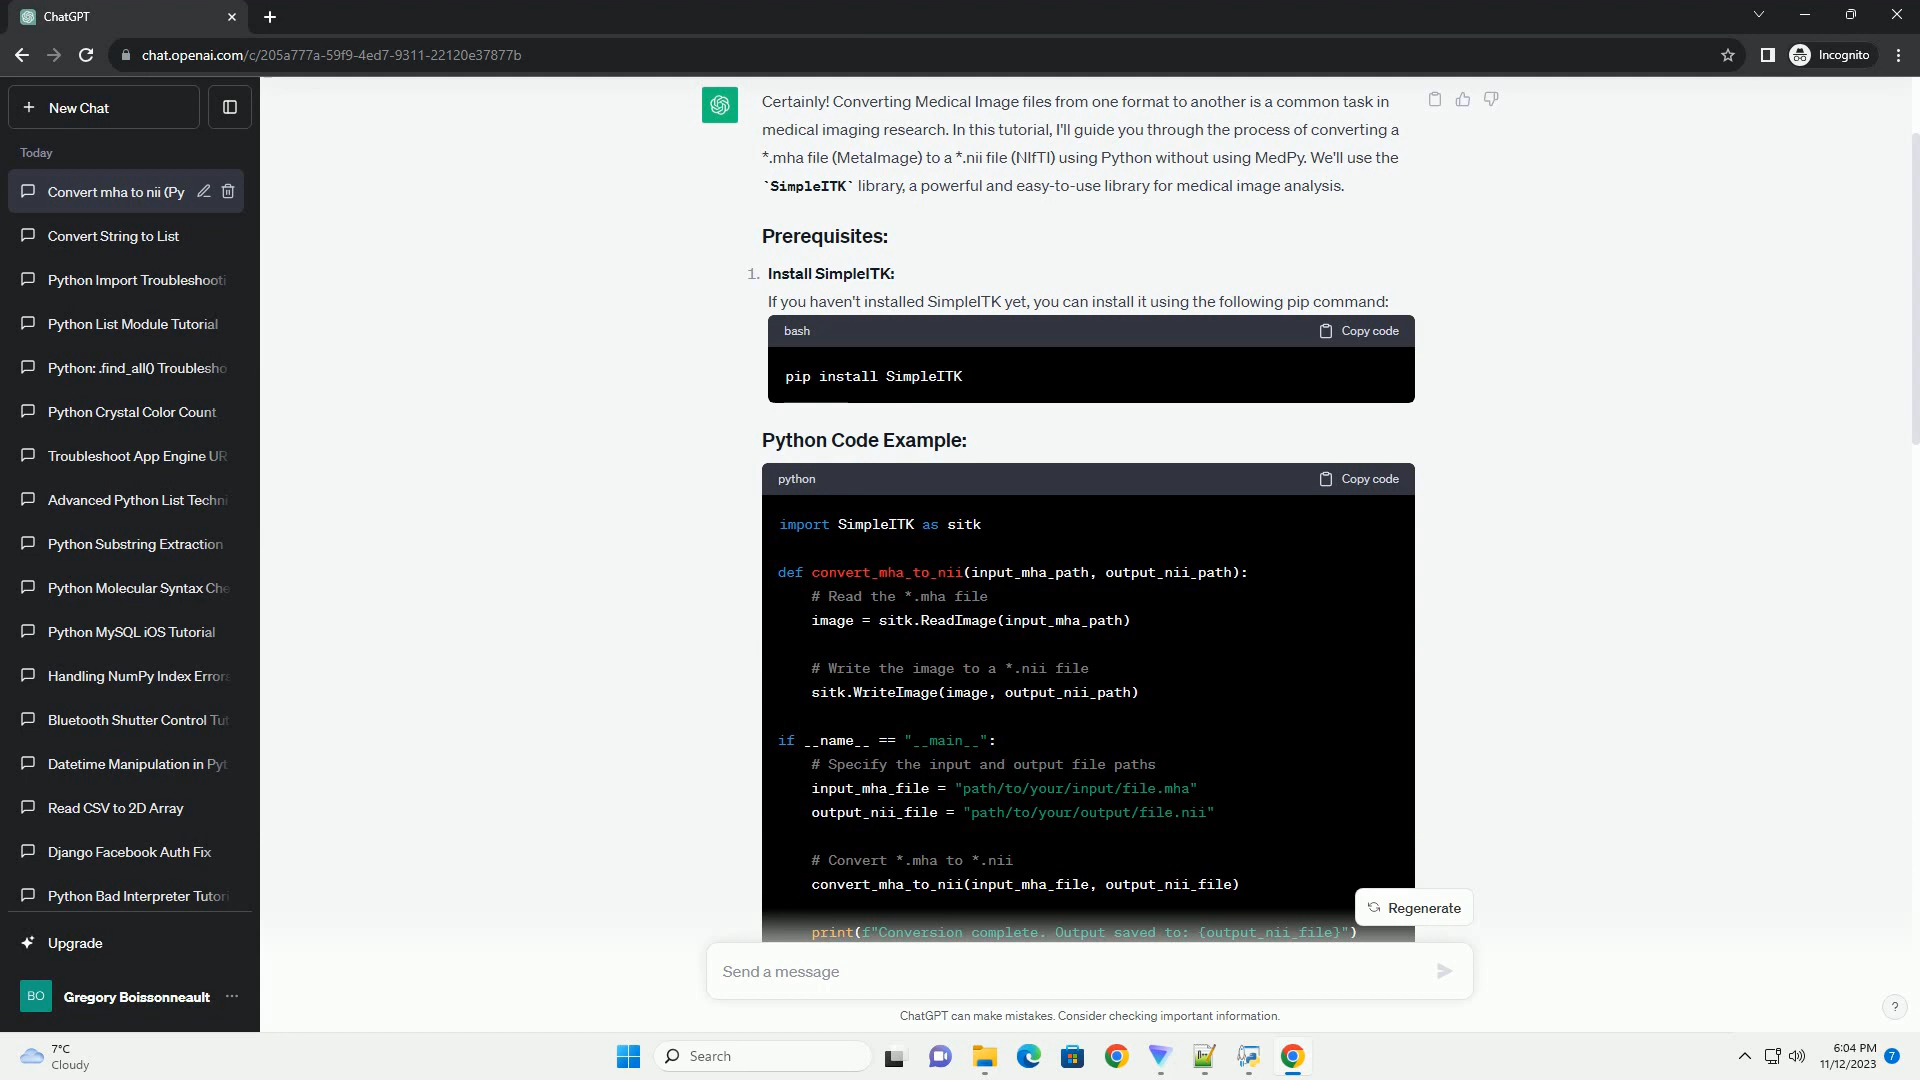 ChatGPT
chat.openai.com/c/205a777a-59f9-4ed7-9311-22120e37877b
Incognito
New Chat
Today
Convert mha to nii (Py
Convert String to List
Python Import Troubleshooti
Python List Module Tutorial
Python: .find_all() Troublesho
Python Crystal Color Count
Troubleshoot App Engine UR
Advanced Python List Techni
Python Substring Extraction
Python Molecular Syntax Che
Python MySQL iOS Tutorial
Handling NumPy Index Errors
Bluetooth Shutter Control Tut
Datetime Manipulation in Pyt
Read CSV to 2D Array
Django Facebook Auth Fix
Python Bad Interpreter Tutori
Upgrade
BO Gregory Boissonneault
Certainly! Converting Medical Image files from one format to another is a common task in
medical imaging research. In this tutorial, I'll guide you through the process of converting a
*.mha file (MetaImage) to a *.nii file (NIfTI) using Python without using MedPy. We'll use the
`SimpleITK` library, a powerful and easy-to-use library for medical image analysis.
Prerequisites:
1. Install SimpleITK:
If you haven't installed SimpleITK yet, you can install it using the following pip command:
bash Copy code
pip install SimpleITK
Python Code Example:
python Copy code
import SimpleITK as sitk
def convert_mha_to_nii(input_mha_path, output_nii_path):
# Read the *.mha file
image = sitk.ReadImage(input_mha_path)
# Write the image to a *.nii file
sitk.WriteImage(image, output_nii_path)
if __name__ == "__main__":
# Specify the input and output file paths
input_mha_file = "path/to/your/input/file.mha"
output_nii_file = "path/to/your/output/file.nii"
# Convert *.mha to *.nii
convert_mha_to_nii(input_mha_file, output_nii_file)
print(f"Conversion complete. Output saved to: {output_nii_file}")
Regenerate
Send a message
ChatGPT can make mistakes. Consider checking important information.
?
7°C
Cloudy
Search
6:04 PM
11/12/2023
7